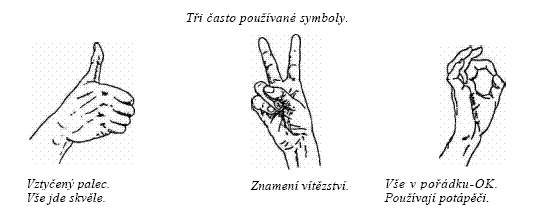 Tři často používané symboly.
Vztyčený palec.
Vše jde skvěle.
Znamení vítězství.
Vše v pořádku-OK.
Používají potápěči.